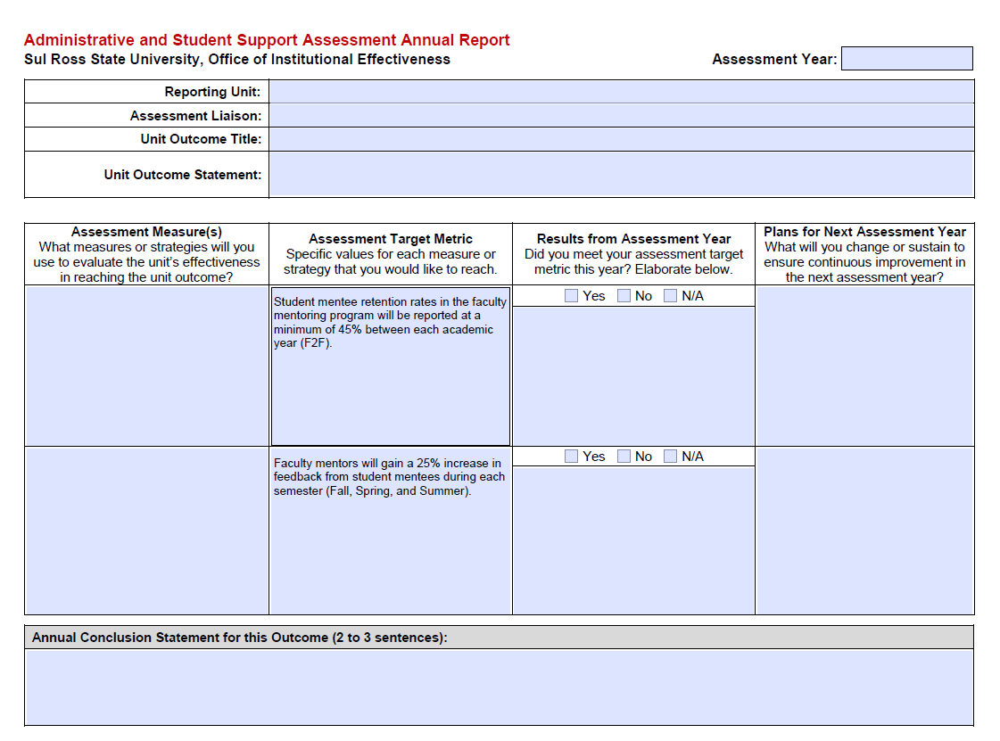 Administrative and Student Support Assessment Annual Report
Sul Ross State University, Office of Institutional Effectiveness
Assessment Year:
Reporting Unit:
Assessment Liaison:
Unit Outcome Title:
Unit Outcome Statement:
Assessment Measure(s)
What measures or strategies will you
use to evaluate the unit's effectiveness
in reaching the unit outcome?
Assessment Target Metric
Specific values for each measure or
strategy that you would like to reach.
Results from Assessment Year
Did you meet your assessment target
metric this year? Elaborate below.
Plans for Next Assessment Year
What will you change or sustain to
ensure continuous improvement in
the next assessment year?
Student mentee retention rates in the faculty
mentoring program will be reported at a
minimum of 45% between each academic
year (F2F).
Yes No N/A
Faculty mentors will gain a 25% increase in
feedback from student mentees during each
semester (Fall, Spring, and Summer).
Yes No N/A
Annual Conclusion Statement for this Outcome (2 to 3 sentences):